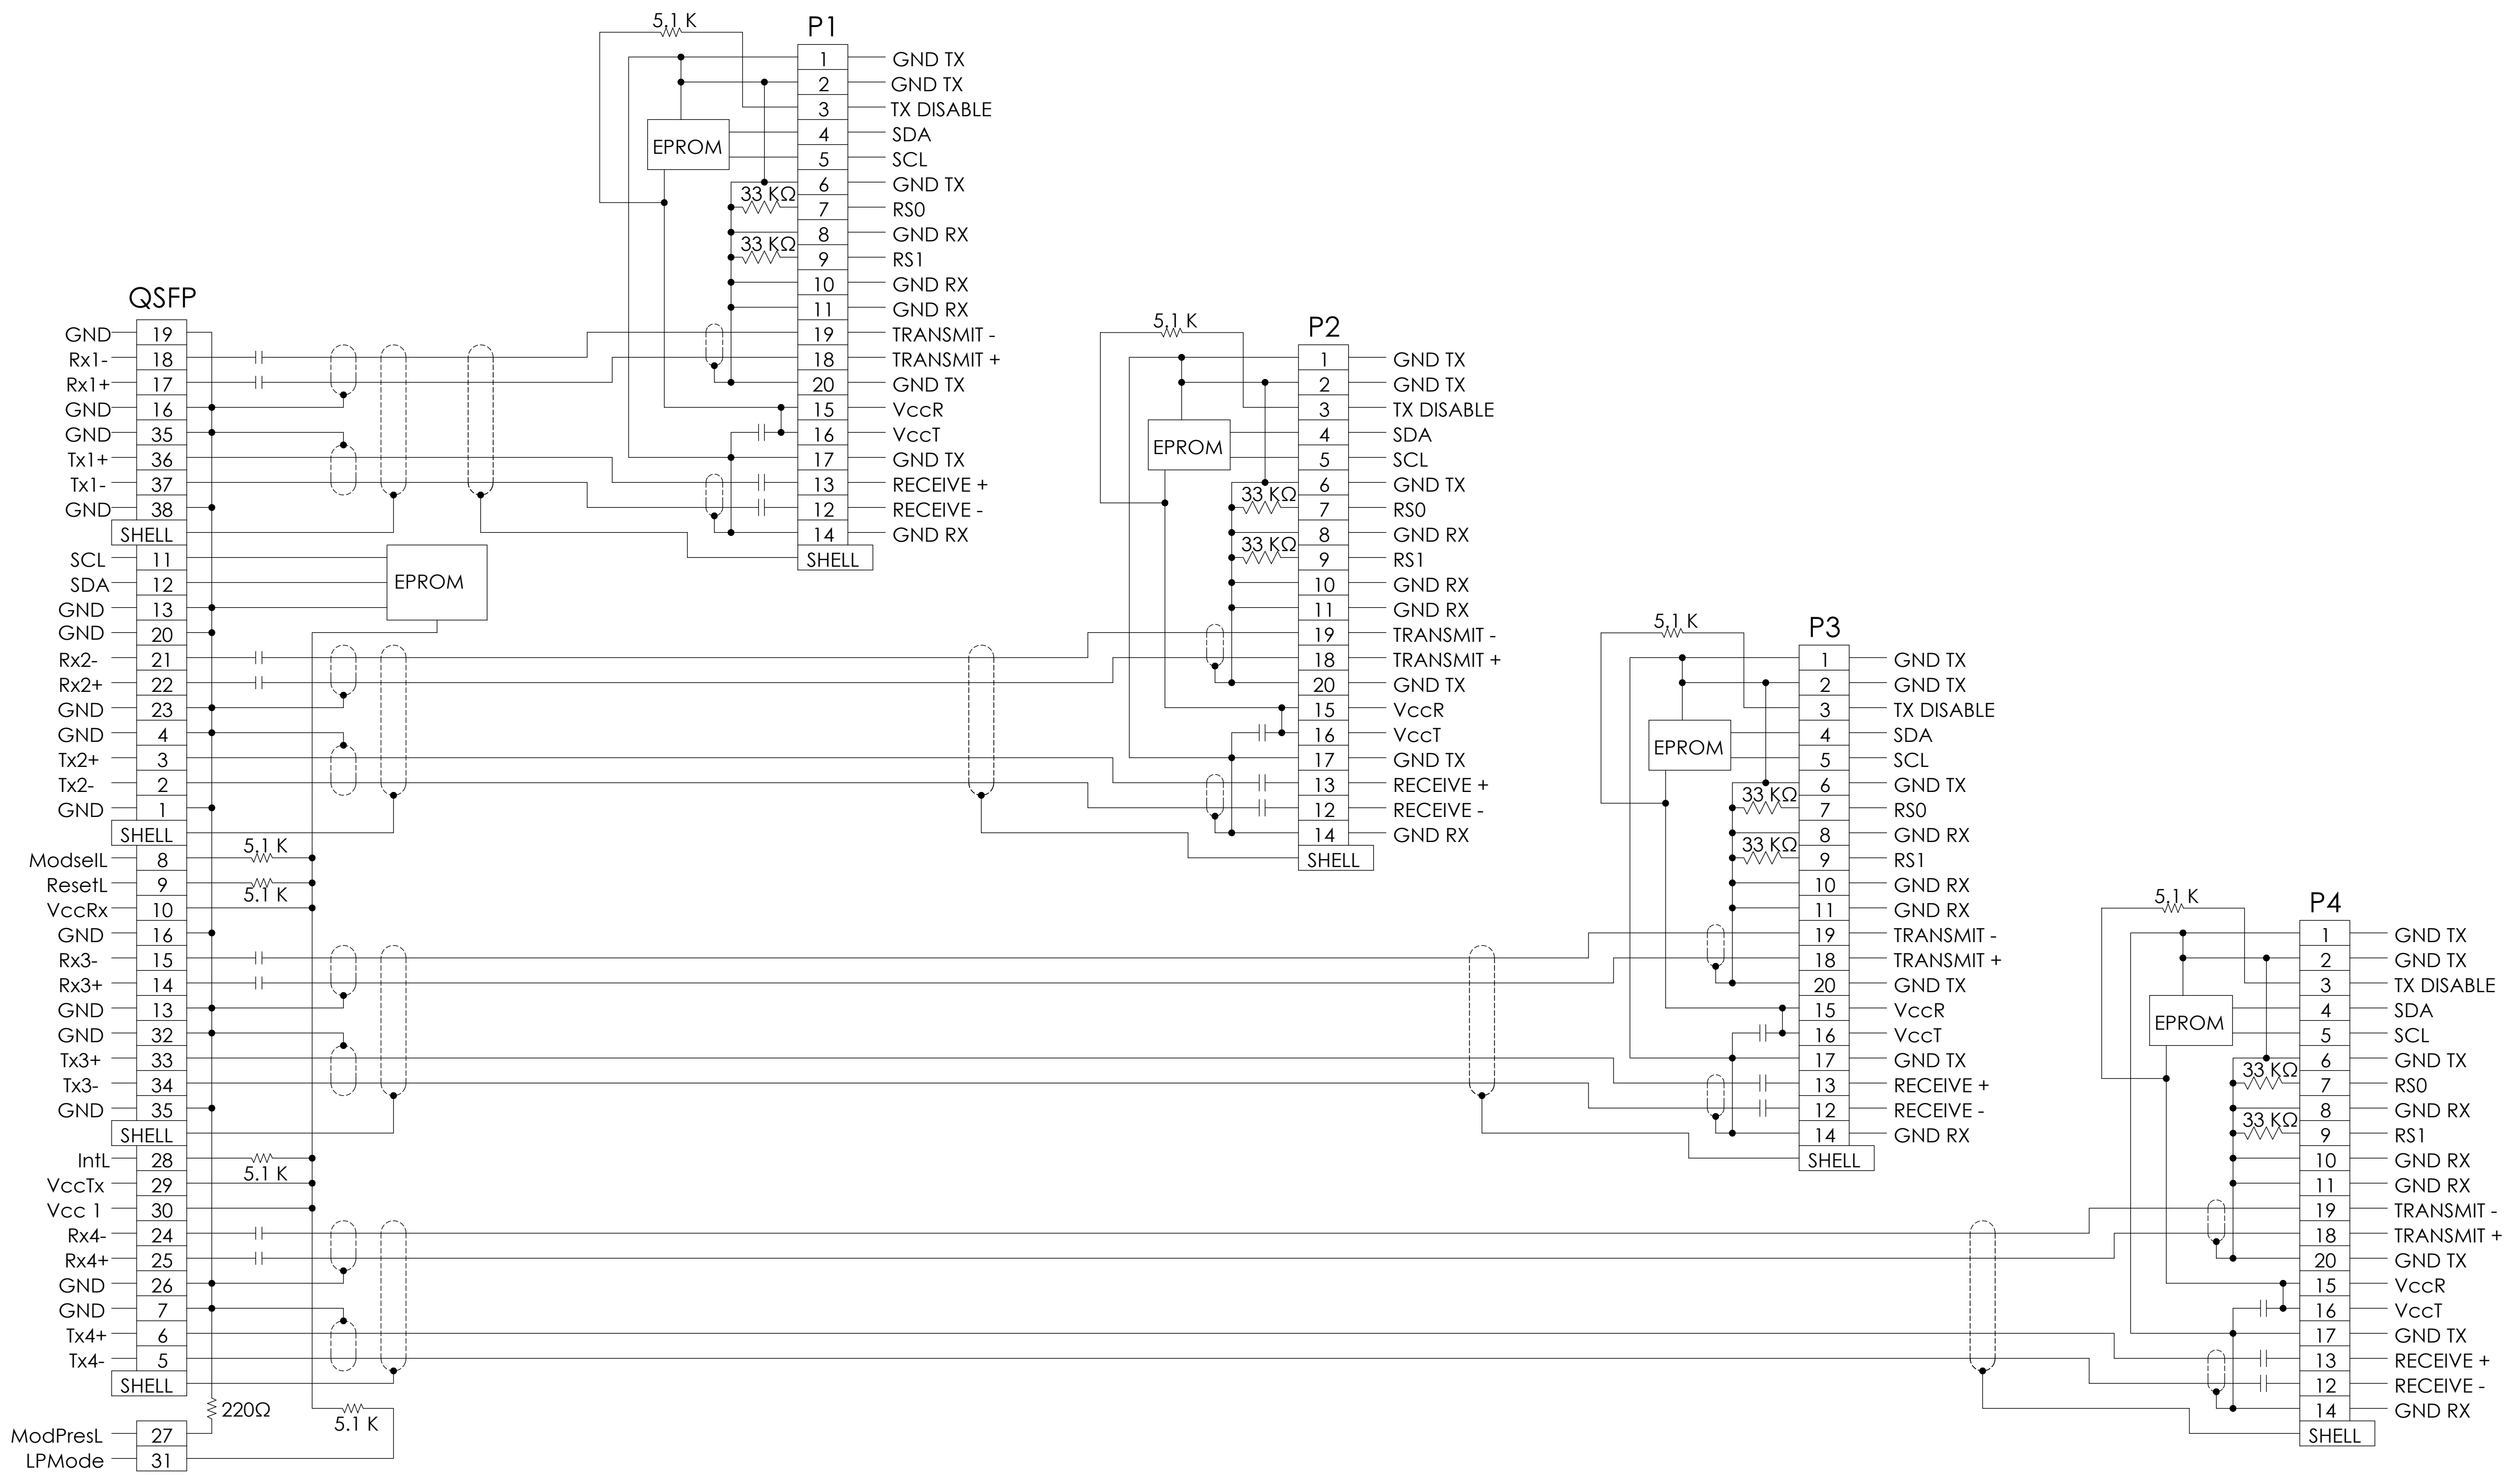 5.1 K
P1
1 GND TX
2 GND TX
3 TX DISABLE
4 SDA
EPROM
5 SCL
6 GND TX
33 KΩ
7 RS0
8 GND RX
33 KΩ
9 RS1
10 GND RX
11 GND RX
19 TRANSMIT -
18 TRANSMIT +
20 GND TX
15 VccR
16 VccT
17 GND TX
13 RECEIVE +
12 RECEIVE -
14 GND RX
SHELL
QSFP
GND 19
Rx1- 18
Rx1+ 17
GND 16
GND 35
Tx1+ 36
Tx1- 37
GND 38
SHELL
SCL 11
SDA 12
EPROM
GND 13
GND 20
Rx2- 21
Rx2+ 22
GND 23
GND 4
Tx2+ 3
Tx2- 2
GND 1
SHELL
ModselL 8 5.1 K
ResetL 9 5.1 K
VccRx 10
GND 16
Rx3- 15
Rx3+ 14
GND 13
GND 32
Tx3+ 33
Tx3- 34
GND 35
SHELL
IntL 28 5.1 K
VccTx 29
Vcc 1 30
Rx4- 24
Rx4+ 25
GND 26
GND 7
Tx4+ 6
Tx4- 5
SHELL
220Ω
5.1 K
ModPresL 27
LPMode 31
5.1 K
P2
1 GND TX
2 GND TX
3 TX DISABLE
4 SDA
EPROM
5 SCL
6 GND TX
33 KΩ
7 RS0
8 GND RX
33 KΩ
9 RS1
10 GND RX
11 GND RX
19 TRANSMIT -
18 TRANSMIT +
20 GND TX
15 VccR
16 VccT
17 GND TX
13 RECEIVE +
12 RECEIVE -
14 GND RX
SHELL
5.1 K
P3
1 GND TX
2 GND TX
3 TX DISABLE
4 SDA
EPROM
5 SCL
6 GND TX
33 KΩ
7 RS0
8 GND RX
33 KΩ
9 RS1
10 GND RX
11 GND RX
19 TRANSMIT -
18 TRANSMIT +
20 GND TX
15 VccR
16 VccT
17 GND TX
13 RECEIVE +
12 RECEIVE -
14 GND RX
SHELL
5.1 K
P4
1 GND TX
2 GND TX
3 TX DISABLE
4 SDA
EPROM
5 SCL
6 GND TX
33 KΩ
7 RS0
8 GND RX
33 KΩ
9 RS1
10 GND RX
11 GND RX
19 TRANSMIT -
18 TRANSMIT +
20 GND TX
15 VccR
16 VccT
17 GND TX
13 RECEIVE +
12 RECEIVE -
14 GND RX
SHELL